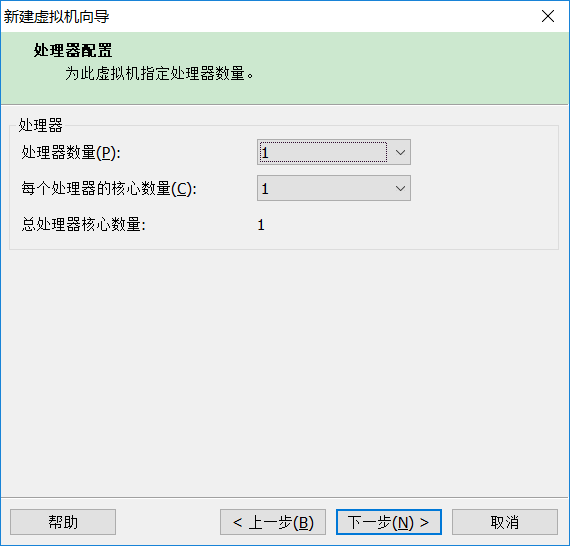 新建虚拟机向导
处理器配置
为此虚拟机指定处理器数量。
处理器
处理器数量(P): 1
每个处理器的核心数量(C): 1
总处理器核心数量: 1
帮助 < 上一步(B) 下一步(N) > 取消